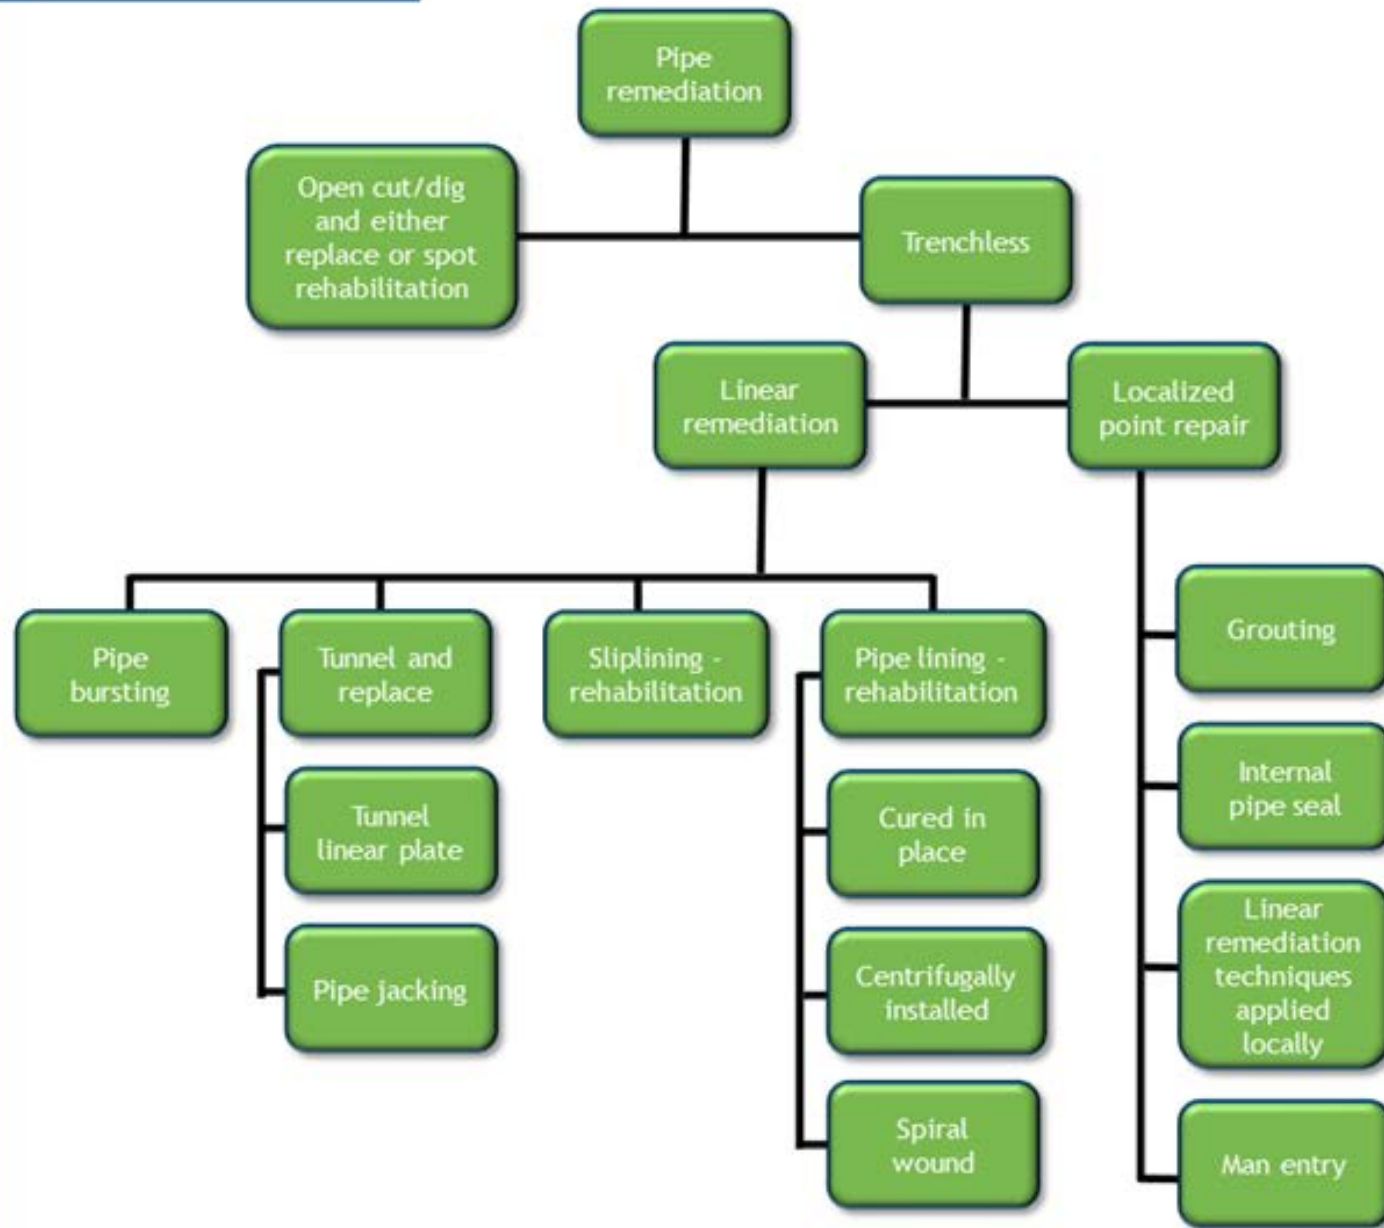 Pipe
remediation
Open cut/dig
and either
replace or spot
rehabilitation
Trenchless
Linear
remediation
Localized
point repair
Pipe
bursting
Tunnel and
replace
Tunnel
linear plate
Pipe jacking
Sliplining -
rehabilitation
Pipe lining -
rehabilitation
Cured in
place
Centrifugally
installed
Spiral
wound
Grouting
Internal
pipe seal
Linear
remediation
techniques
applied
locally
Man entry